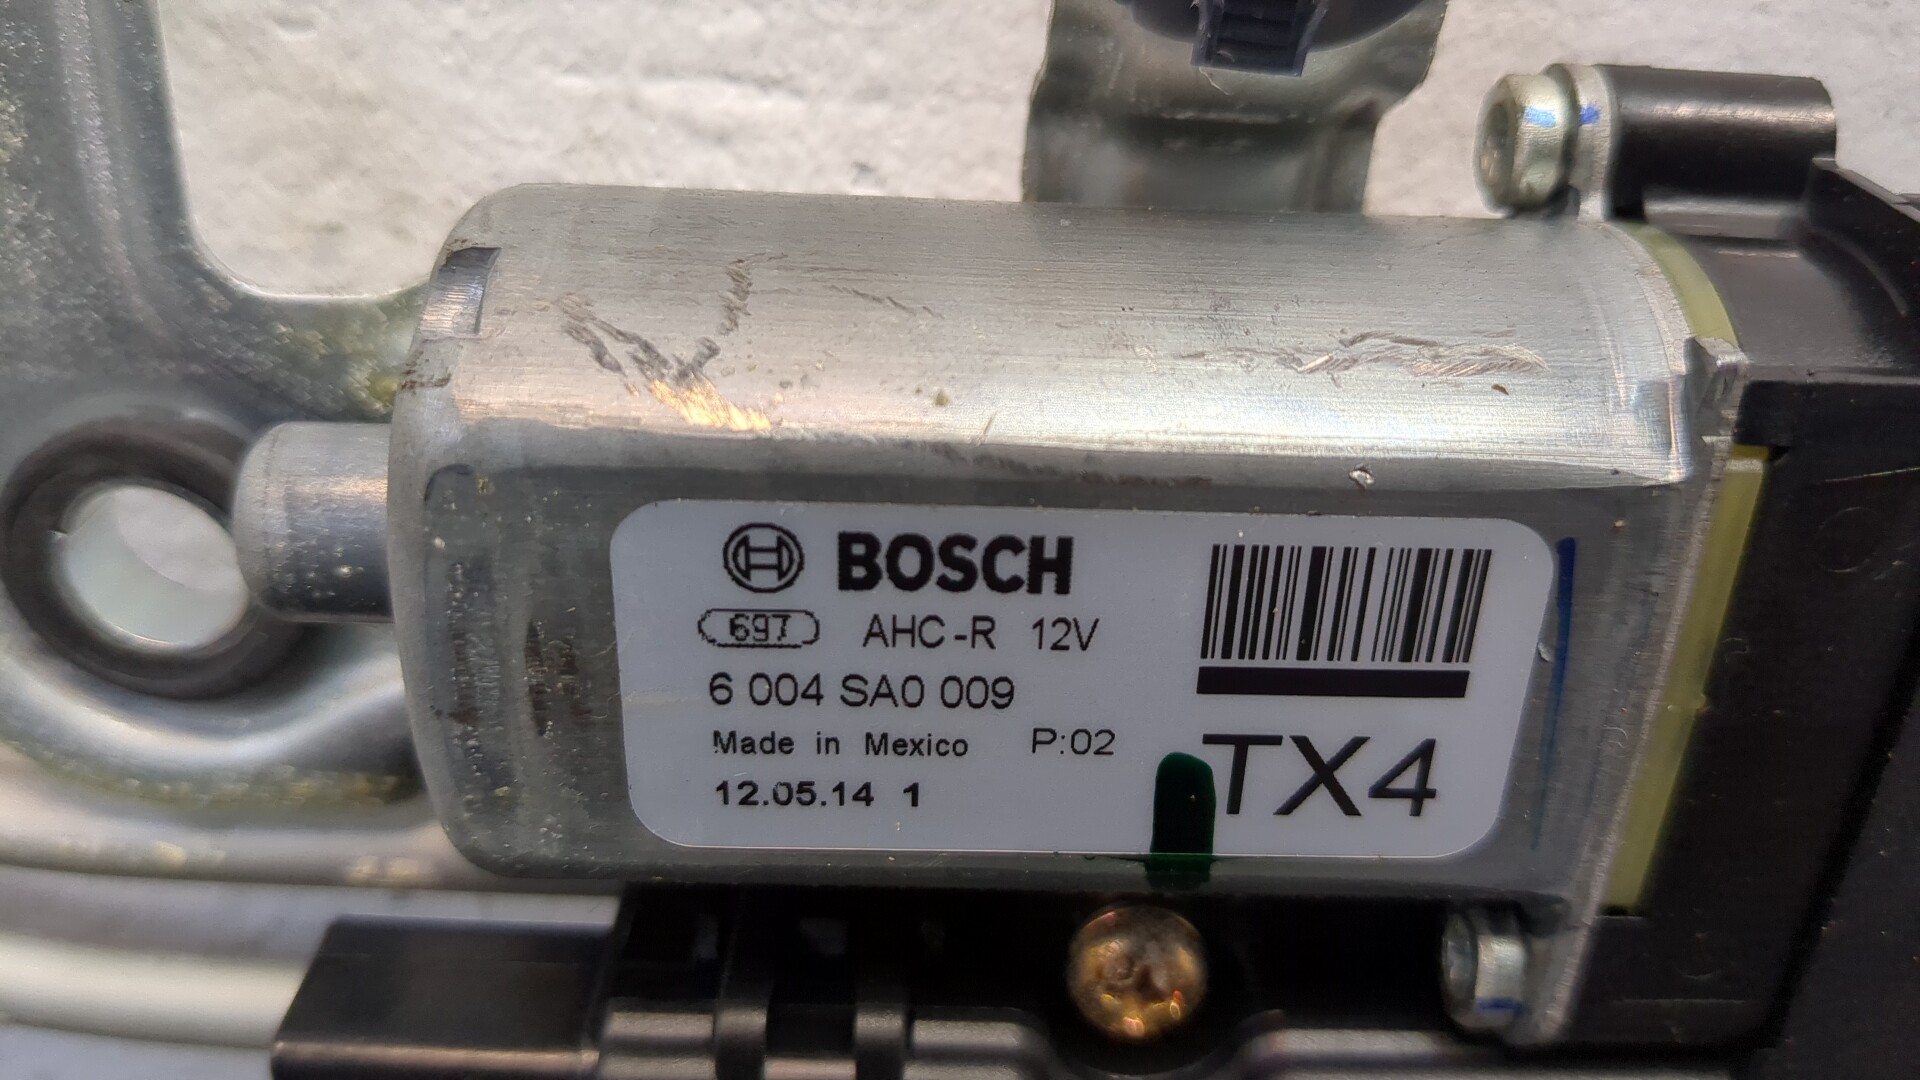 BOSCH
697 AHC-R 12V
6 004 SA0 009
Made in Mexico P:02
12.05.14 1
TX4